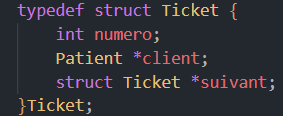 typedef struct Ticket {
    int numero;
    Patient *client;
    struct Ticket *suivant;
}Ticket;